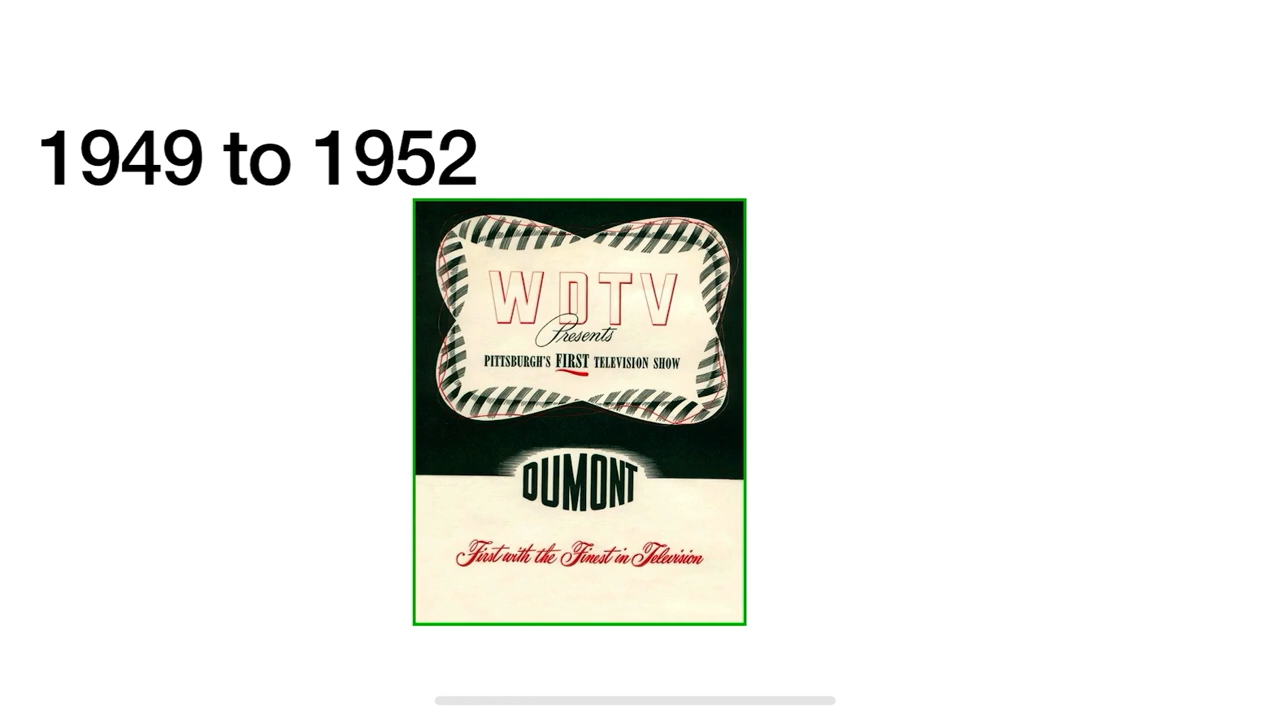 1949 to 1952
WDTV
Presents
PITTSBURGH'S FIRST TELEVISION SHOW
DUMONT
First with the Finest in Television